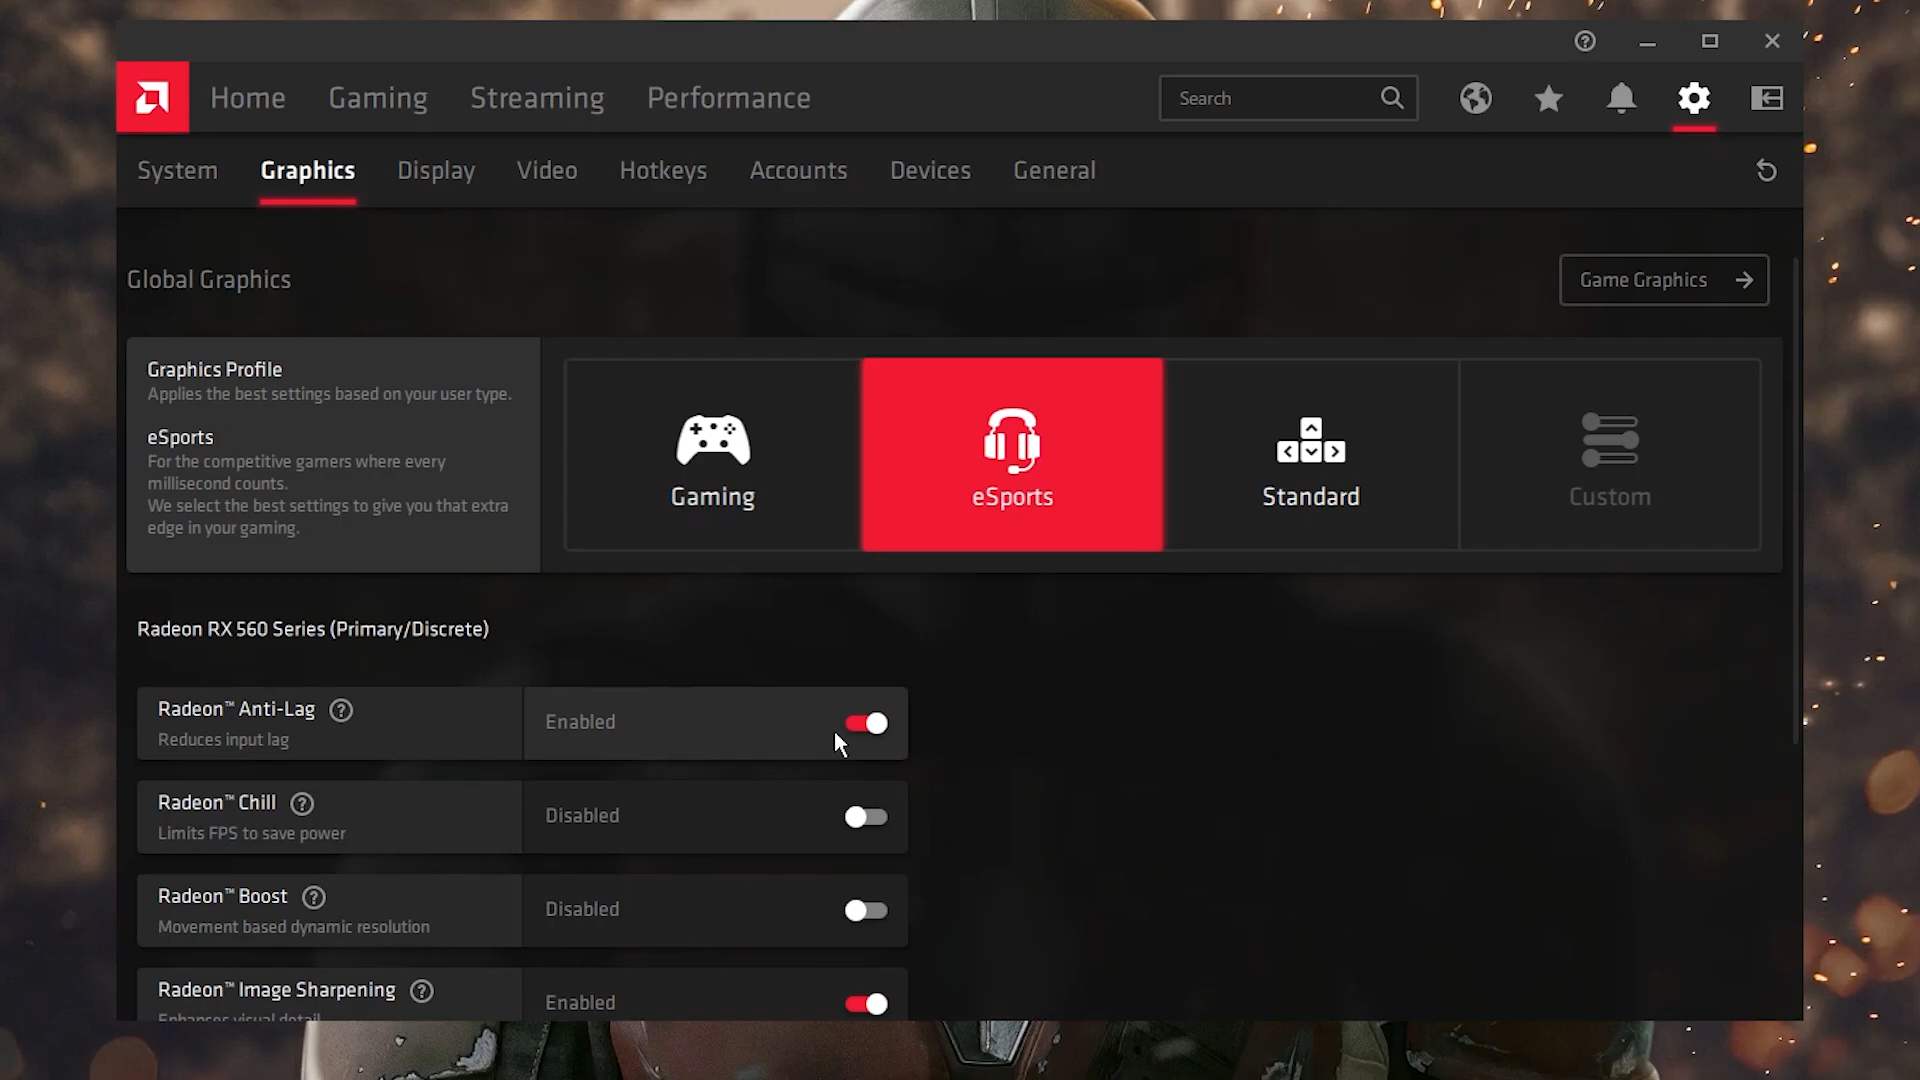 Home Gaming Streaming Performance Search
System Graphics Display Video Hotkeys Accounts Devices General
Global Graphics
Game Graphics
Graphics Profile
Applies the best settings based on your user type.
eSports
For the competitive gamers where every
millisecond counts.
We select the best settings to give you that extra
edge in your gaming.
Gaming
eSports
Standard
Custom
Radeon RX 560 Series (Primary/Discrete)
Radeon™ Anti-Lag
Reduces input lag
Enabled
Radeon™ Chill
Limits FPS to save power
Disabled
Radeon™ Boost
Movement based dynamic resolution
Disabled
Radeon™ Image Sharpening
Enhances visual detail
Enabled